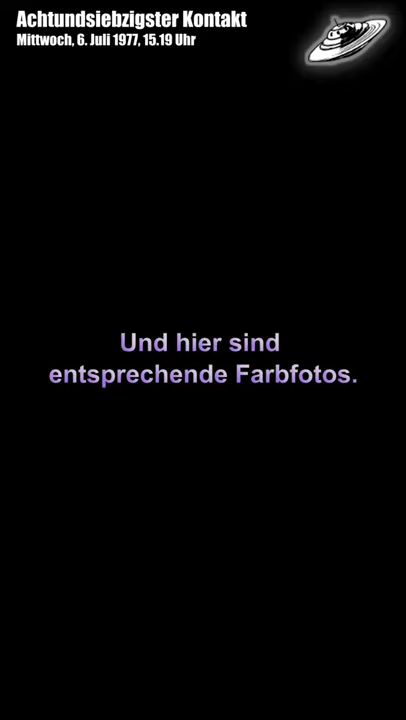 Achtundsiebzigster Kontakt
Mittwoch, 6. Juli 1977, 15.19 Uhr
Und hier sind
entsprechende Farbfotos.